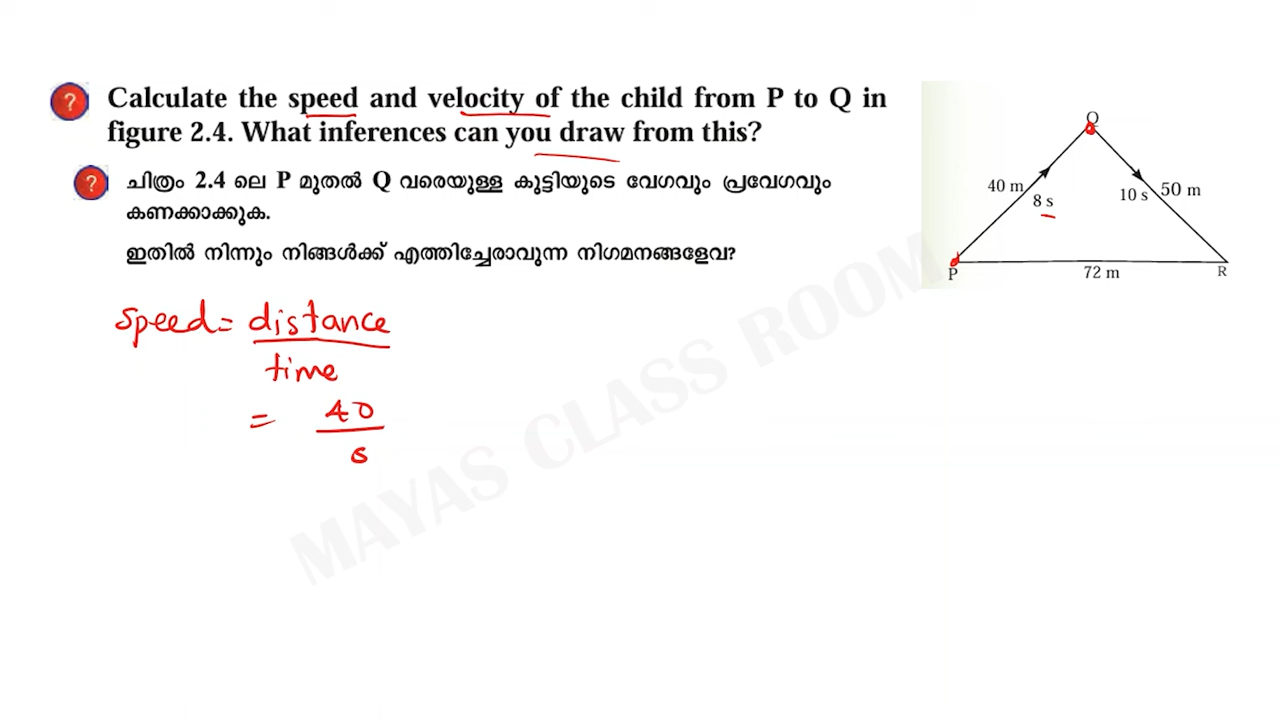 ? Calculate the speed and velocity of the child from P to Q in
figure 2.4. What inferences can you draw from this?
? ചിത്രം 2.4 ലെ P മുതൽ Q വരെയുള്ള കുട്ടിയുടെ വേഗവും പ്രവേഗവും
കണക്കാക്കുക.
ഇതിൽ നിന്നും നിങ്ങൾക്ക് എത്തിച്ചേരാവുന്ന നിഗമനങ്ങളേവ?
Q
40 m
8 s
10 s
50 m
P
72 m
R
speed = distance
time
= 40
MAYAS CLASS ROOM